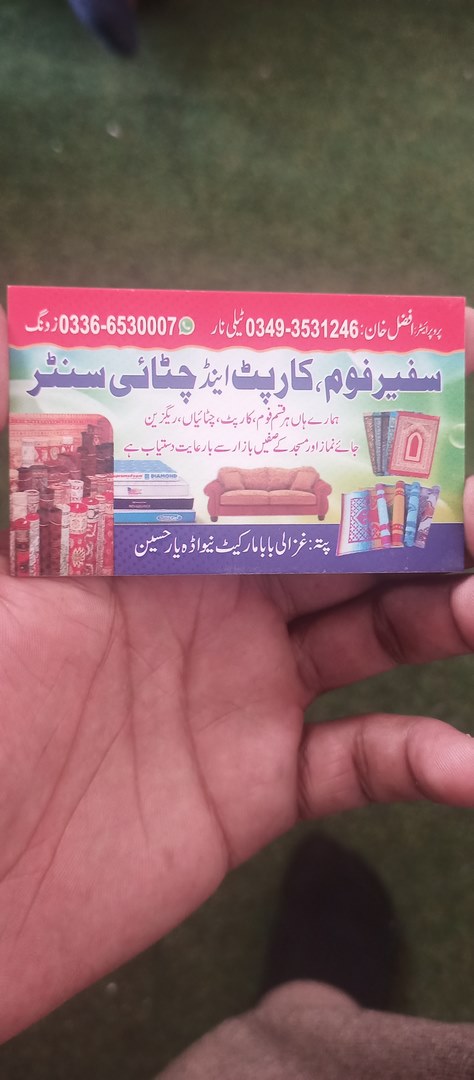 پروپرائیٹر: افضل خان: 0349-3531246 ٹیلی نار 0336-6530007 زونگ
سفیر فوم، کارپٹ اینڈ چٹائی سنٹر
ہمارے ہاں ہر قسم فوم، کارپٹ، چٹائیاں، ریگزین
جائے نماز اور مسجد کے صفیں بازار سے بارعایت دستیاب ہے
DIAMOND
پتہ: غزالی بابا مارکیٹ نیو اڈہ یار حسین